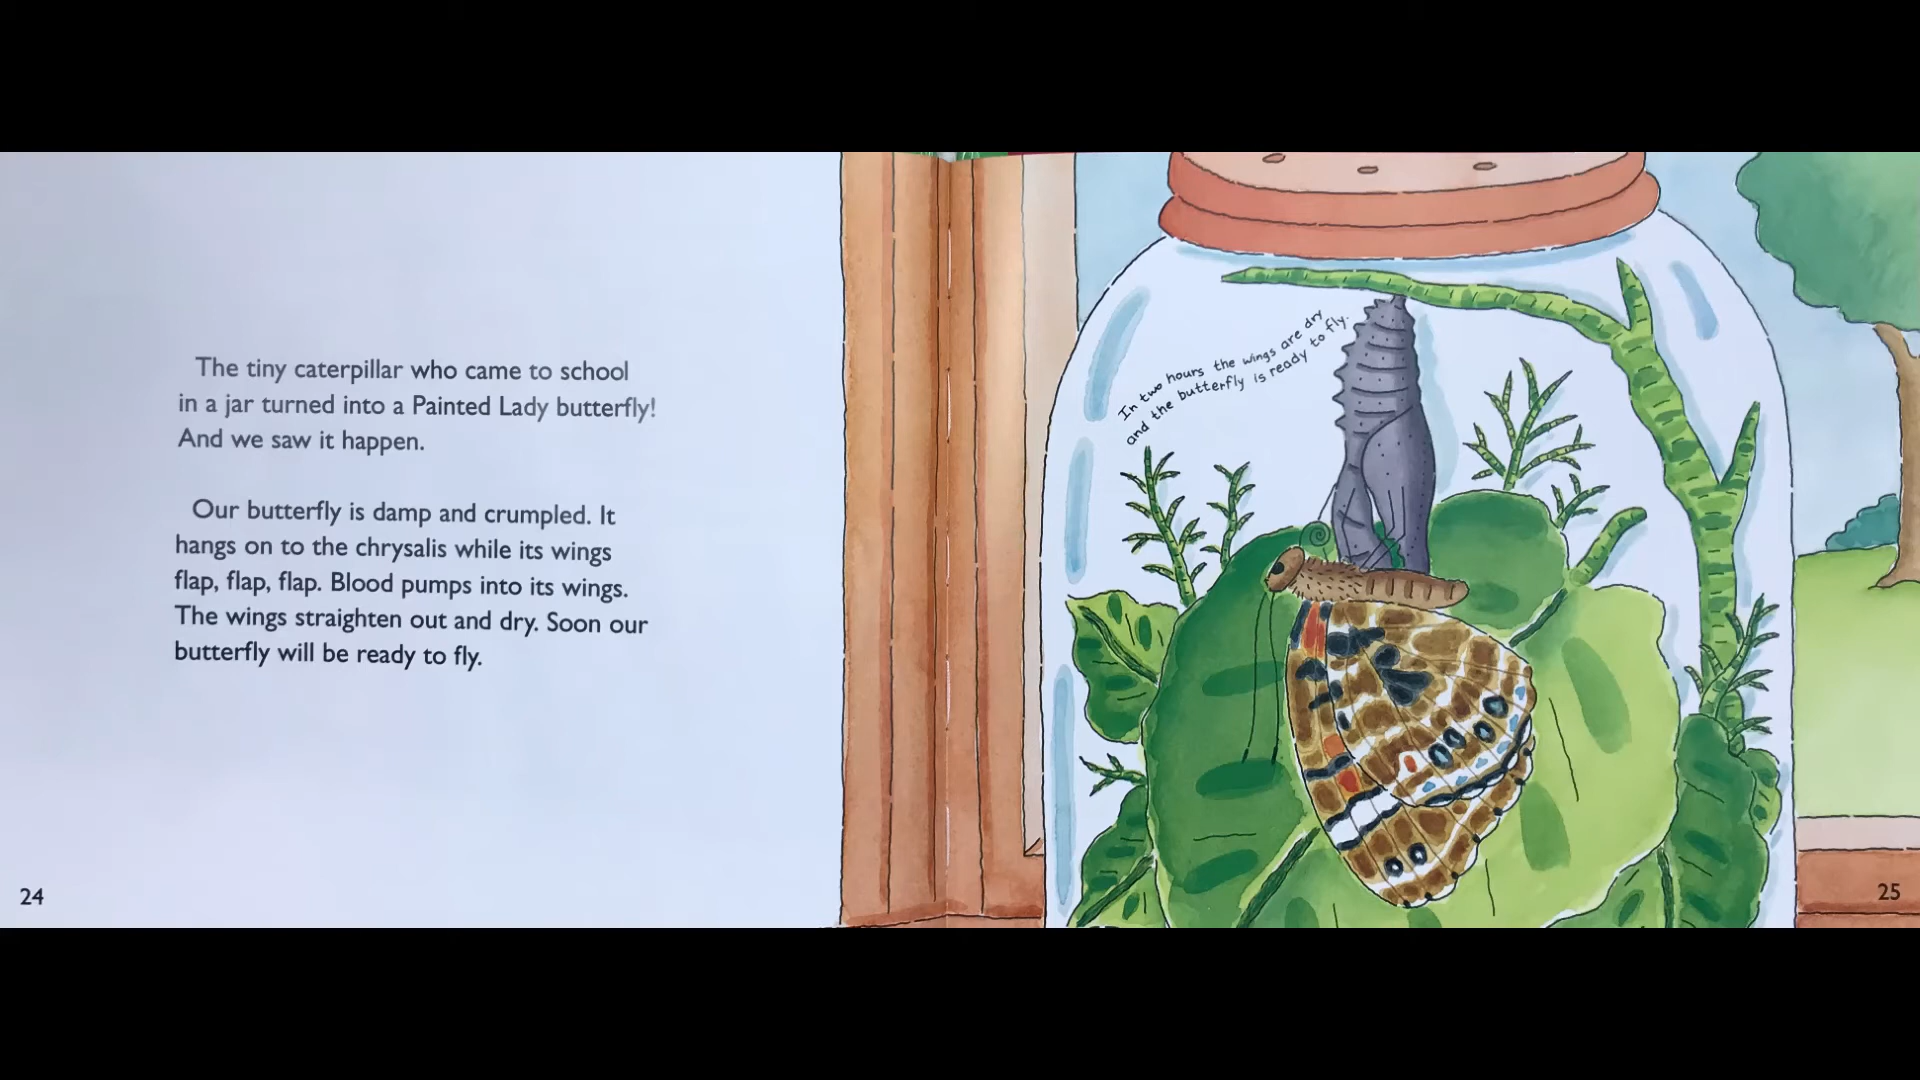 The tiny caterpillar who came to school
in a jar turned into a Painted Lady butterfly!
And we saw it happen.
Our butterfly is damp and crumpled. It
hangs on to the chrysalis while its wings
flap, flap, flap. Blood pumps into its wings.
The wings straighten out and dry. Soon our
butterfly will be ready to fly.
24
In two hours the wings are dry
and the butterfly is ready to fly.
25